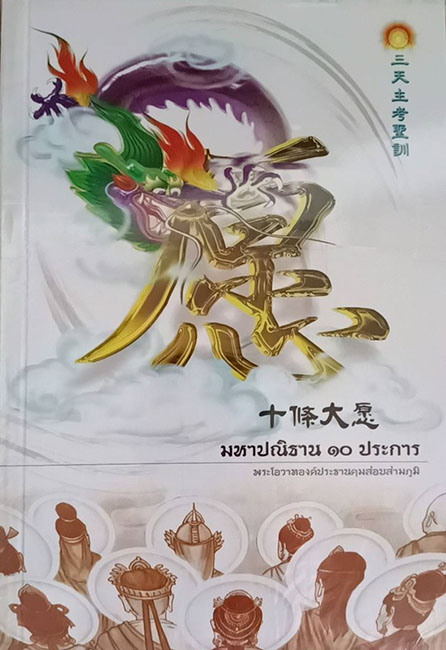 三天主考聖訓
愿
十條大愿
มหาปณิธาน ๑๐ ประการ
พระโอวาทองค์ประธานคุมสอบสามภูมิ